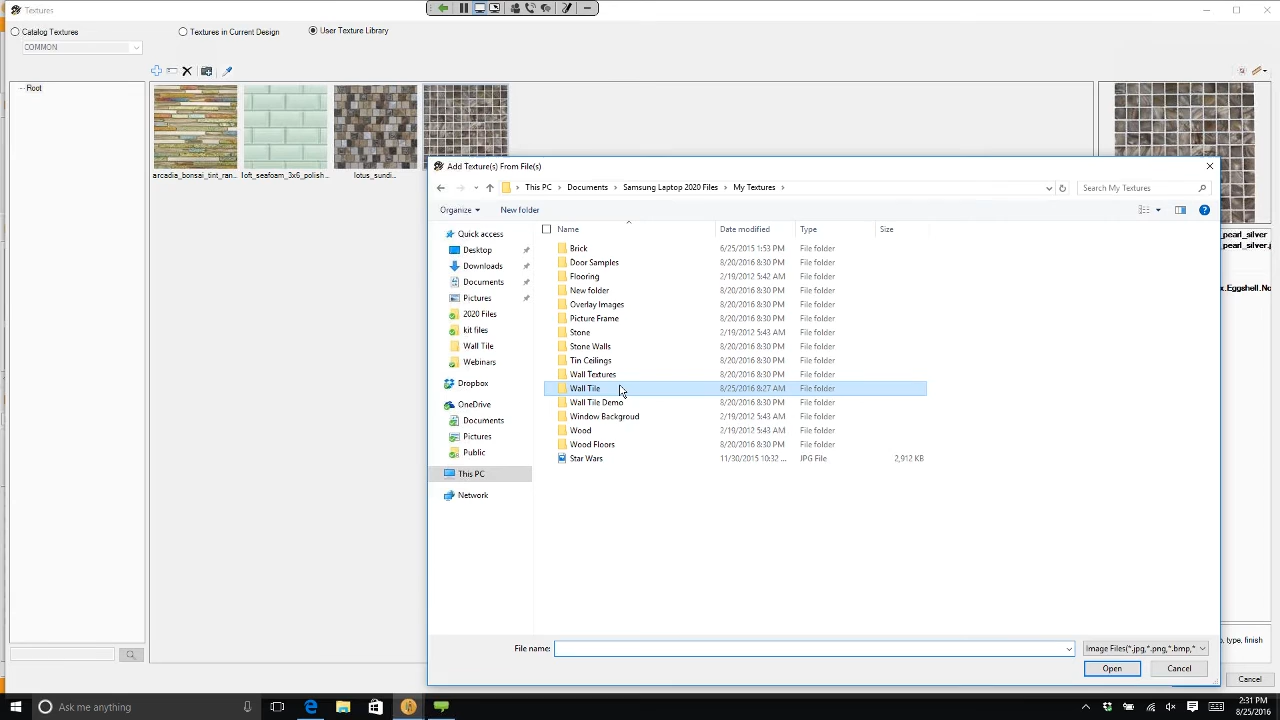 Textures
Catalog Textures
Textures in Current Design
User Texture Library
COMMON
Root
arcadia_bonsai_tint_ran...
loft_seafoam_3x6_polish...
lotus_sundi...
Add Texture(s) From File(s)
This PC > Documents > Samsung Laptop 2020 Files > My Textures >
Search My Textures
Organize
New folder
Name Date modified Type Size
Quick access
Desktop
Downloads
Documents
Pictures
2020 Files
kit files
Wall Tile
Webinars
Dropbox
OneDrive
Documents
Pictures
Public
This PC
Network
Brick 6/25/2015 1:53 PM File folder
Door Samples 8/20/2016 8:30 PM File folder
Flooring 2/19/2012 5:42 AM File folder
New folder 8/20/2016 8:30 PM File folder
Overlay Images 8/20/2016 8:30 PM File folder
Picture Frame 8/20/2016 8:30 PM File folder
Stone 2/19/2012 5:43 AM File folder
Stone Walls 8/20/2016 8:30 PM File folder
Tin Ceilings 8/20/2016 8:30 PM File folder
Wall Textures 8/20/2016 8:30 PM File folder
Wall Tile 8/25/2016 8:27 AM File folder
Wall Tile Demo 8/20/2016 8:30 PM File folder
Window Backgroud 2/19/2012 5:43 AM File folder
Wood 2/19/2012 5:43 AM File folder
Wood Floors 8/20/2016 8:30 PM File folder
Star Wars 11/30/2015 10:32 ... JPG File 2,912 KB
_pearl_silver
_pearl_silver.j
x.Eggshell.No
File name:
Image Files(*.jpg,*.png,*.bmp,*
Open
Cancel
, type, finish
Cancel
Ask me anything
2:31 PM
8/25/2016